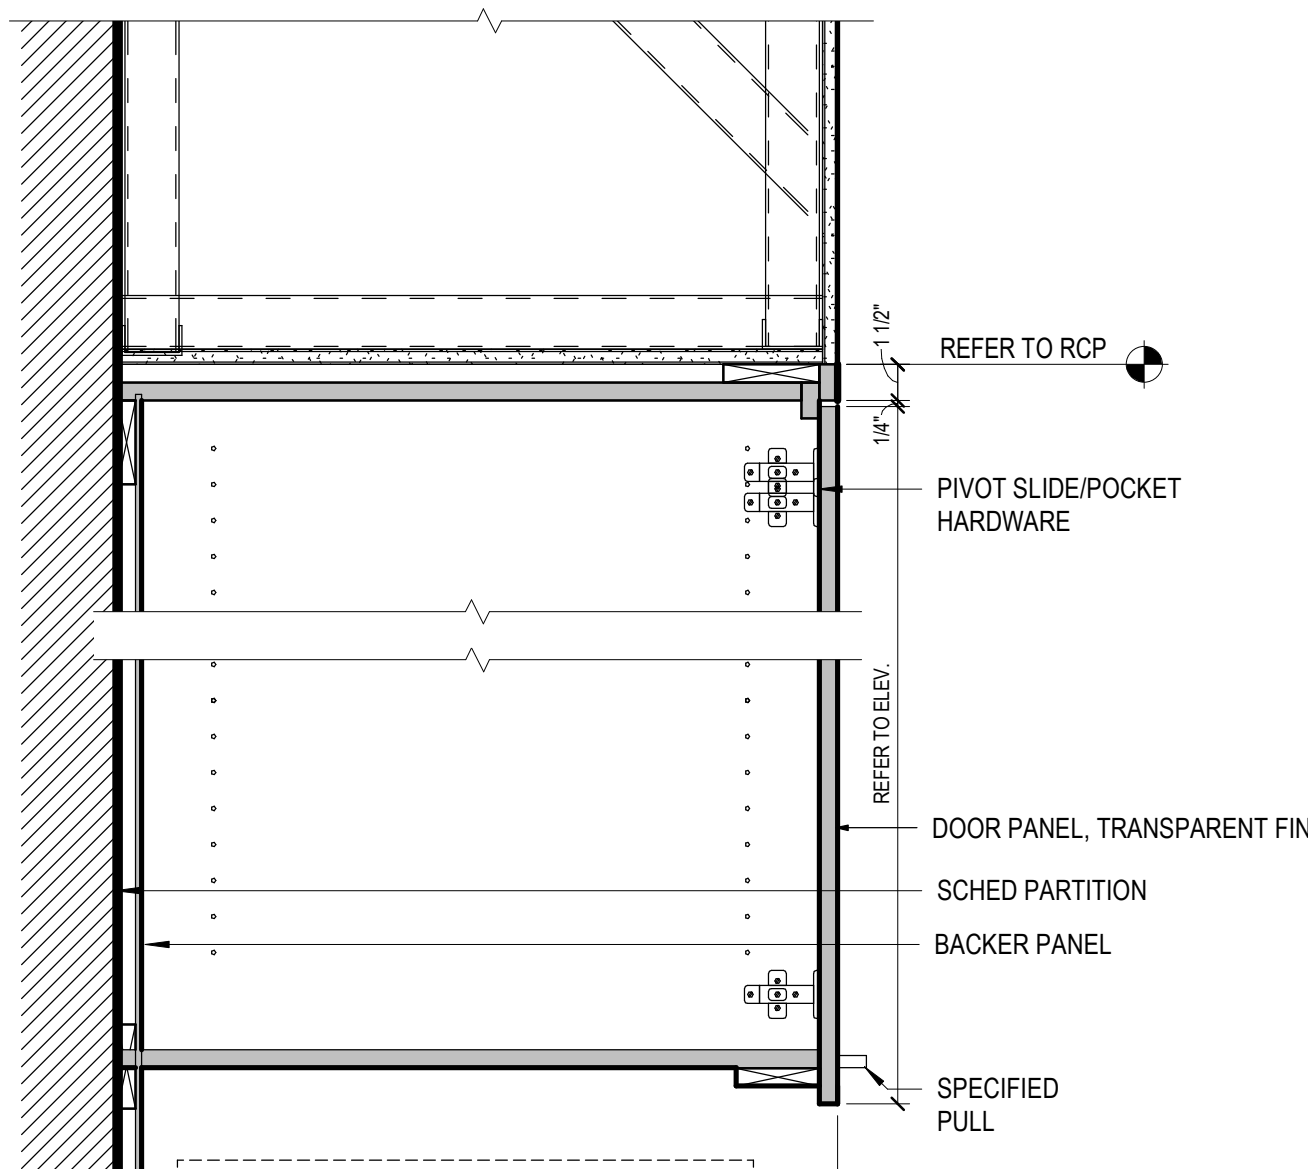 1 1/2"
REFER TO RCP
1/4"
PIVOT SLIDE/POCKET
HARDWARE
REFER TO ELEV.
DOOR PANEL, TRANSPARENT FIN
SCHED PARTITION
BACKER PANEL
SPECIFIED
PULL